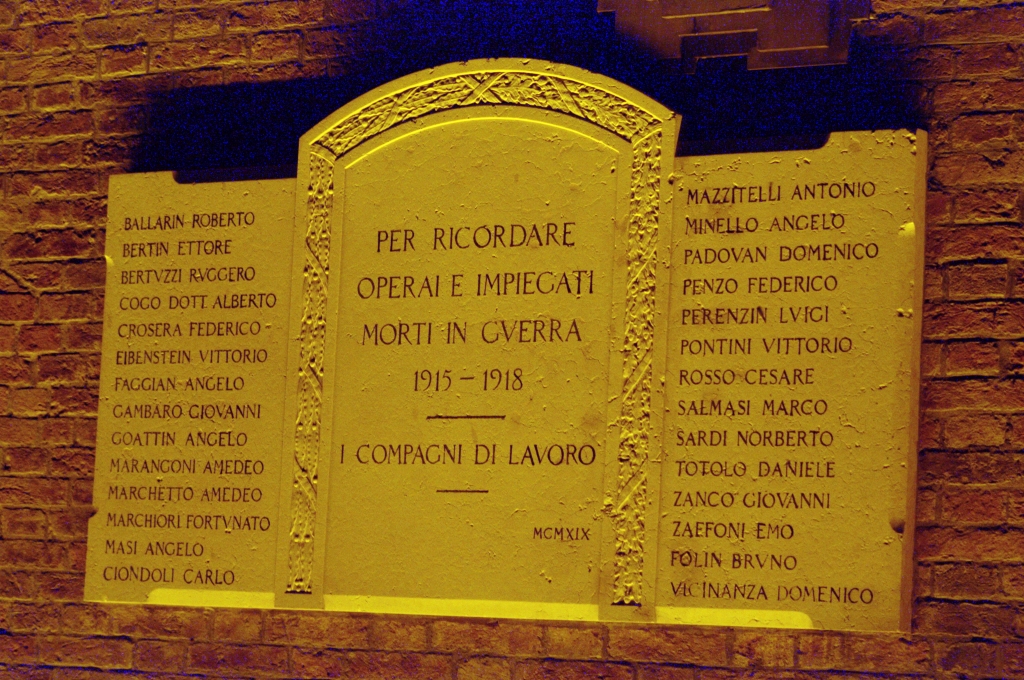 BALLARIN ROBERTO
BERTIN ETTORE
BERTVZZI RVGGERO
COGO DOTT. ALBERTO
CROSERA FEDERICO
EIBENSTEIN VITTORIO
FAGGIAN ANGELO
GAMBARO GIOVANNI
GOATTIN ANGELO
MARANGONI AMEDEO
MARCHETTO AMEDEO
MARCHIORI FORTVNATO
MASI ANGELO
CIONDOLI CARLO
PER RICORDARE
OPERAI E IMPIEGATI
MORTI IN GVERRA
1915 – 1918
I COMPAGNI DI LAVORO
MCMXIX
MAZZITELLI ANTONIO
MINELLO ANGELO
PADOVAN DOMENICO
PENZO FEDERICO
PERENZIN LVIGI
PONTINI VITTORIO
ROSSO CESARE
SALMASI MARCO
SARDI NORBERTO
TOTOLO DANIELE
ZANCO GIOVANNI
ZAEFONI EMO
FOLIN BRVNO
VICINANZA DOMENICO